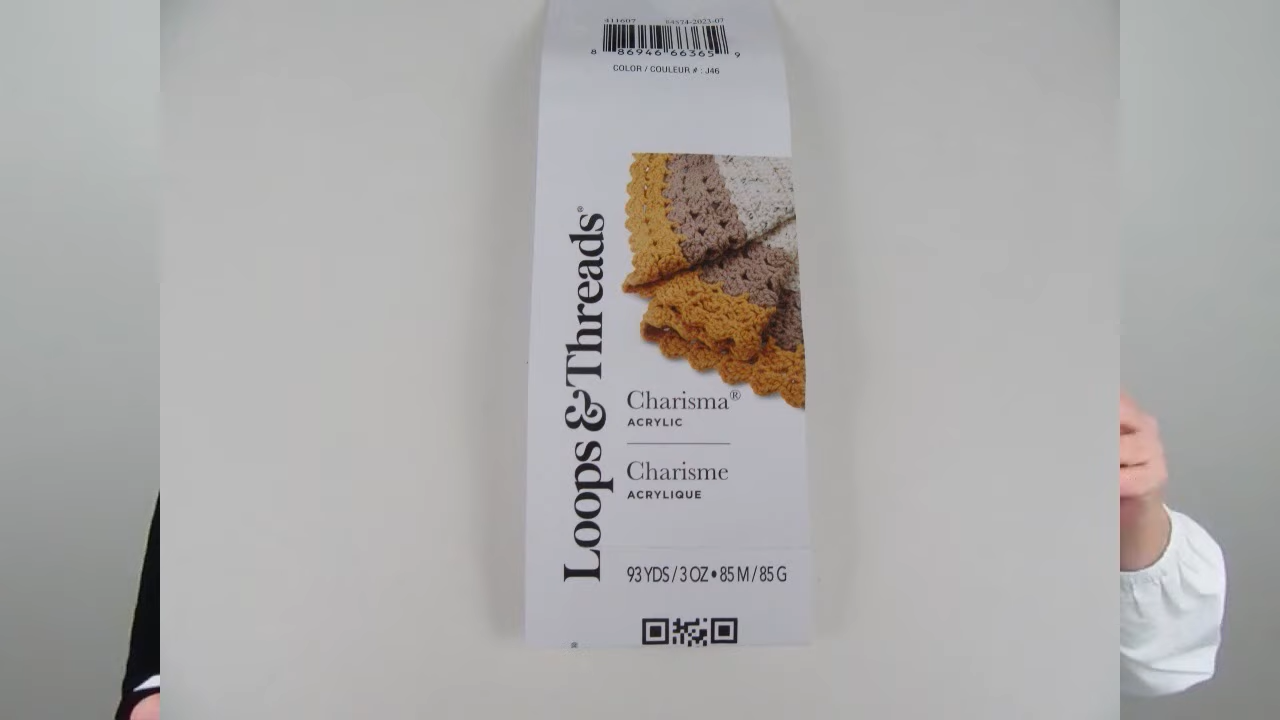 411607 84574-2023-07
8 86946 66365 9
COLOR / COULEUR # : J46
Loops & Threads®
Charisma®
ACRYLIC
Charisme
ACRYLIQUE
93 YDS / 3 OZ • 85 M / 85 G
®